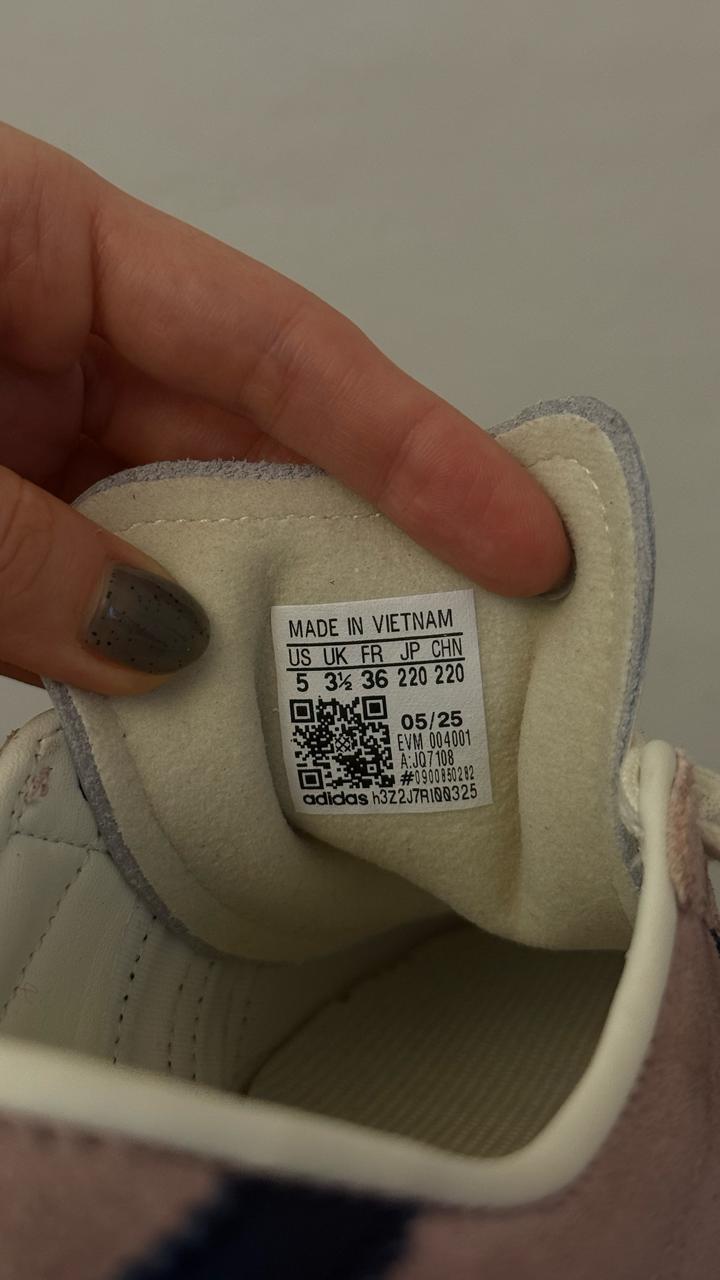 MADE IN VIETNAM
US UK FR JP CHN
5 3½ 36 220 220
05/25
EVM 004001
A:JQ7108
#0900850282
adidas h3Z2J7RI00325